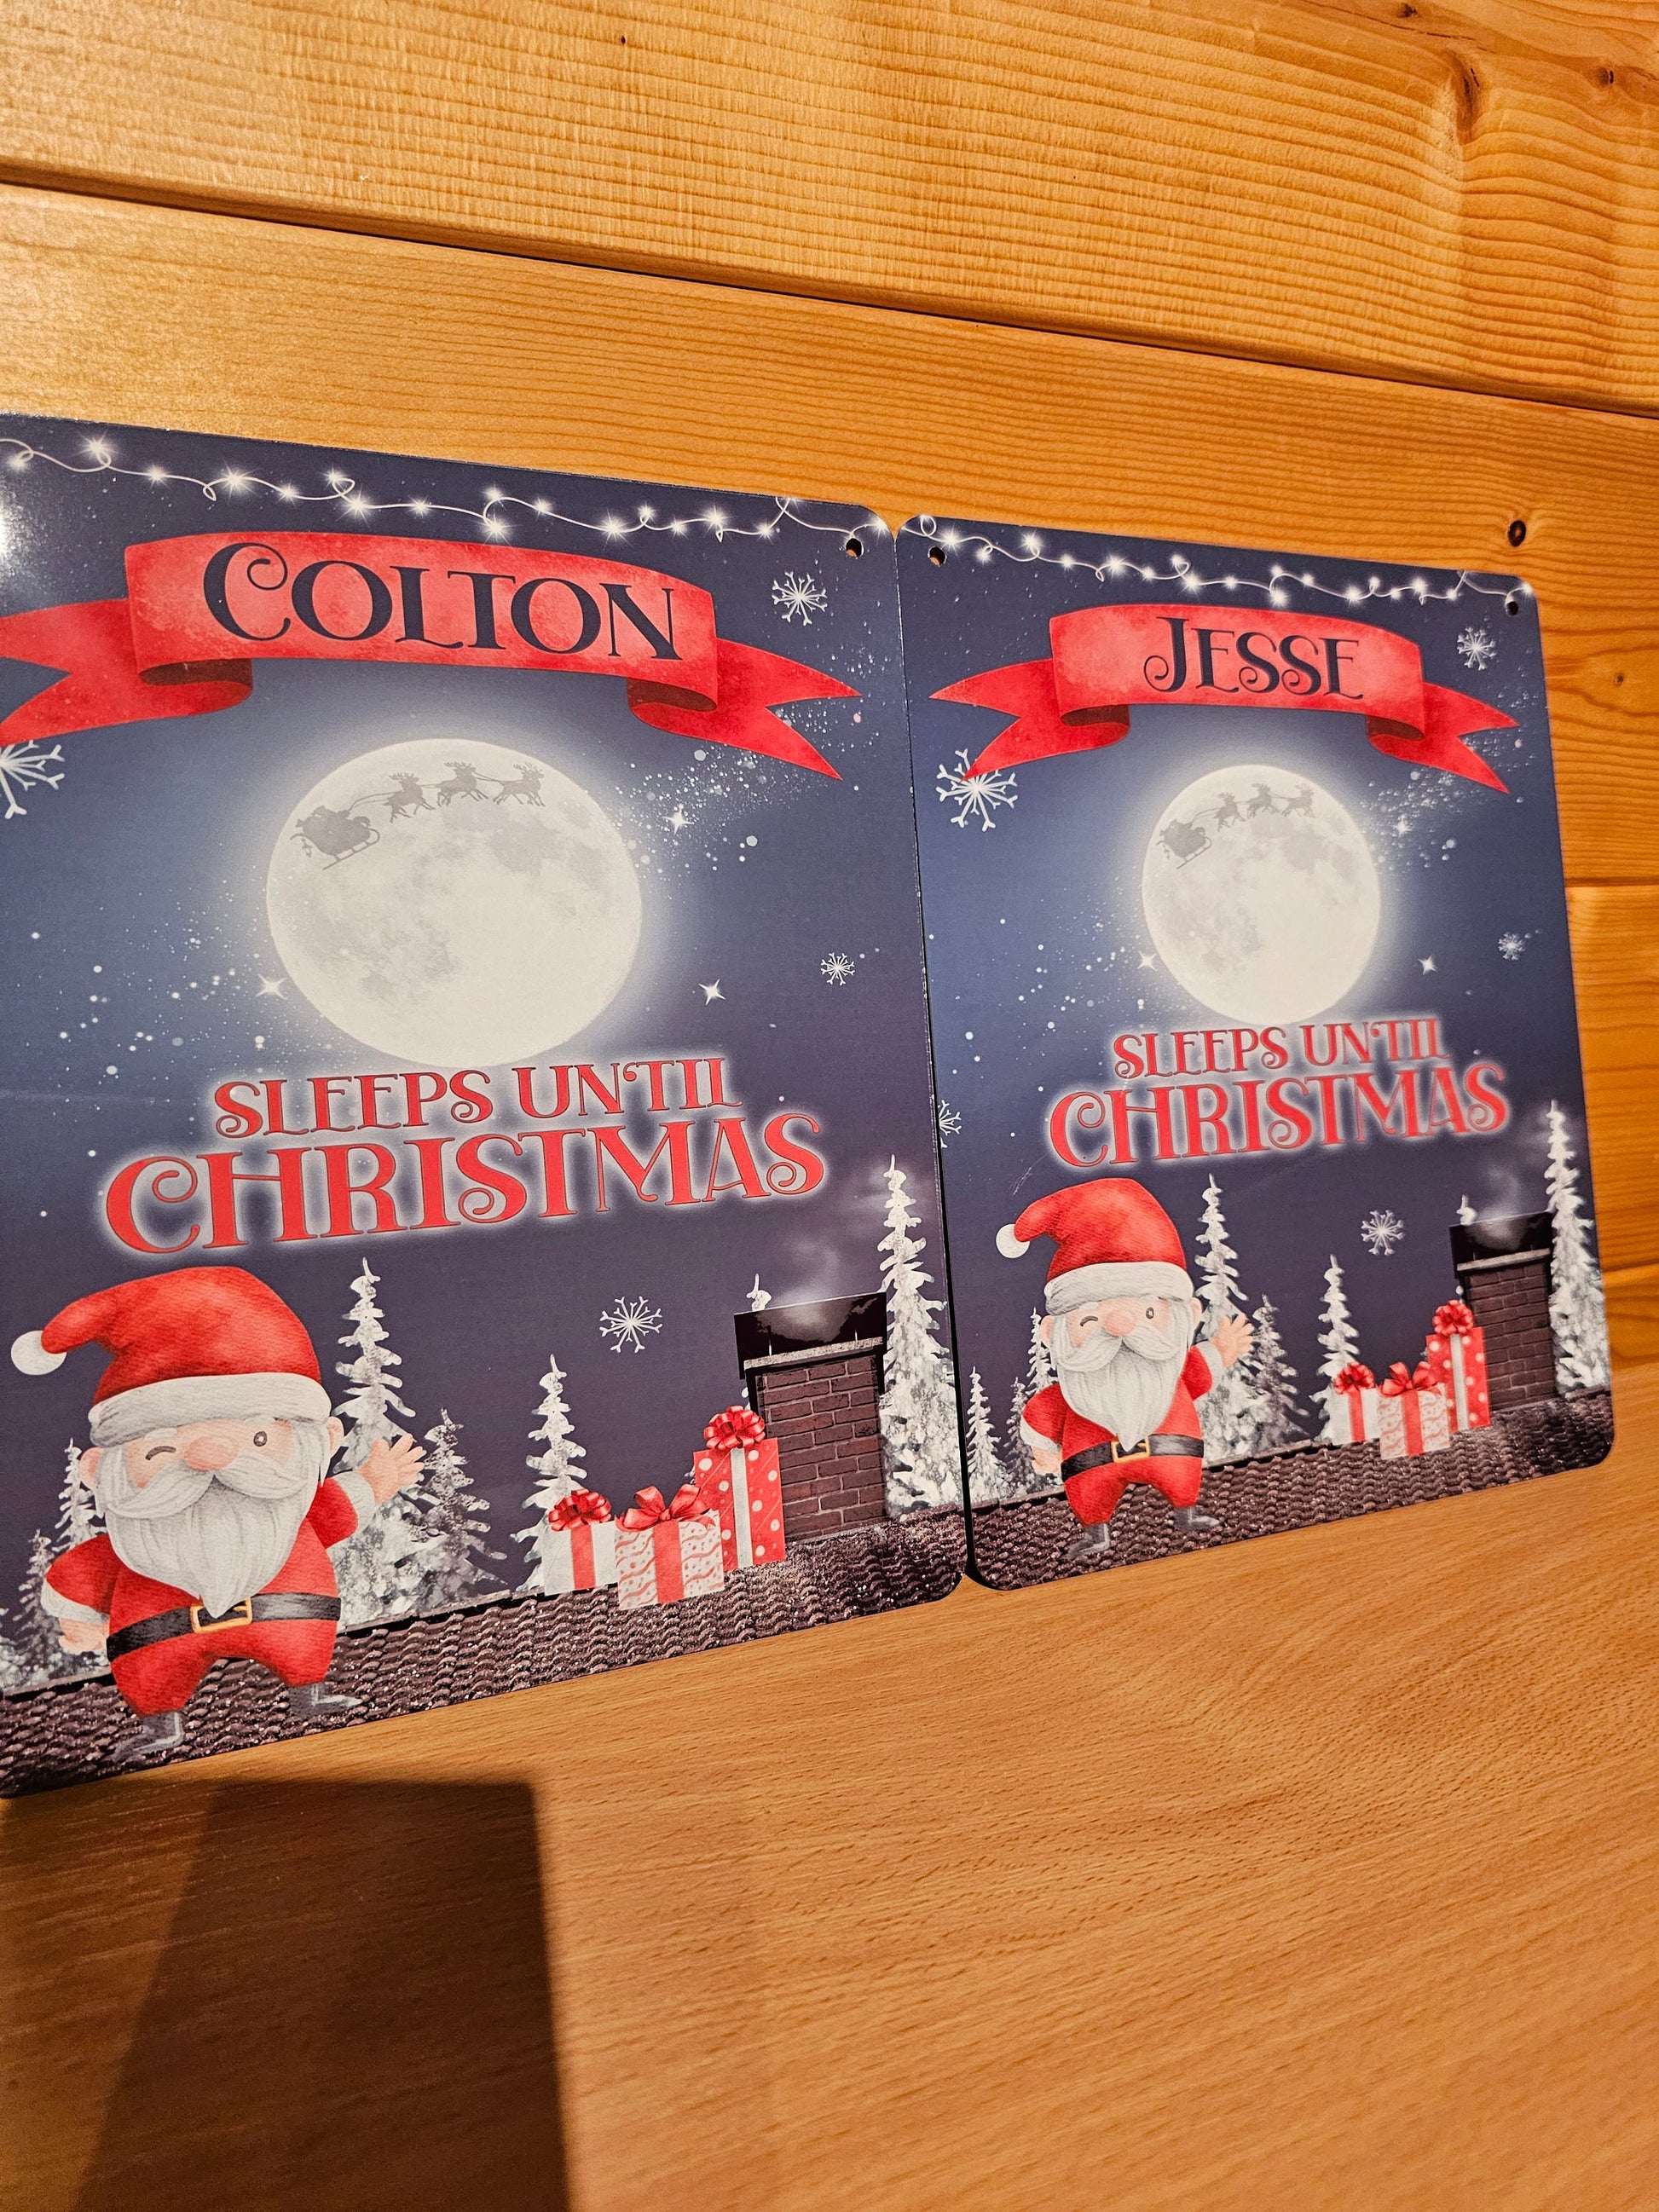 COLTON
SLEEPS UNTIL
CHRISTMAS
JESSE
SLEEPS UNTIL
CHRISTMAS